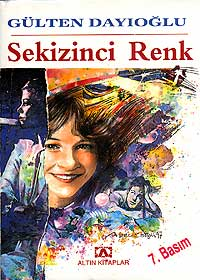 GÜLTEN DAYIOĞLU
Sekizinci Renk
ALTIN KİTAPLAR
7. Basım